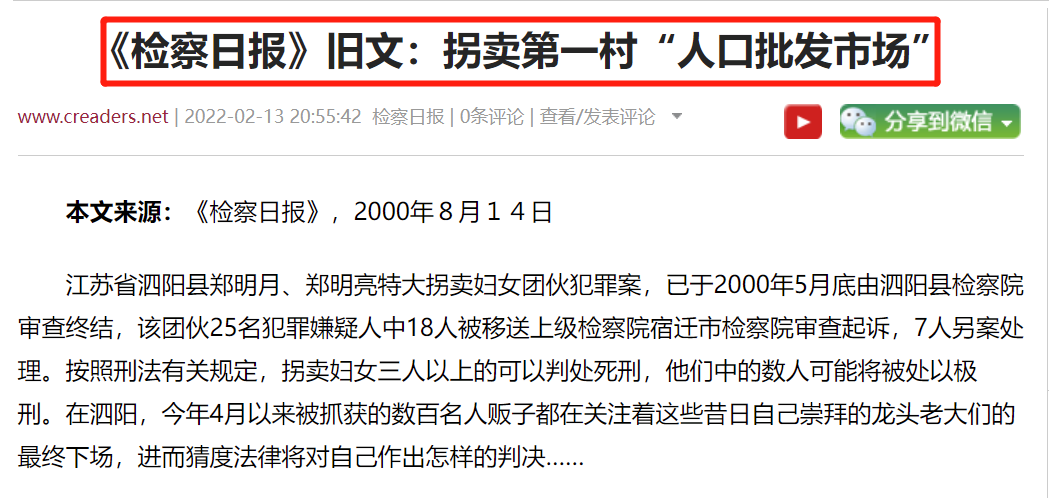 《检察日报》旧文：拐卖第一村“人口批发市场”
www.creaders.net | 2022-02-13 20:55:42 检察日报 | 0条评论 | 查看/发表评论
分享到微信
本文来源：《检察日报》，2000年８月１４日
江苏省泗阳县郑明月、郑明亮特大拐卖妇女团伙犯罪案，已于2000年5月底由泗阳县检察院
审查终结，该团伙25名犯罪嫌疑人中18人被移送上级检察院宿迁市检察院审查起诉，7人另案处
理。按照刑法有关规定，拐卖妇女三人以上的可以判处死刑，他们中的数人可能将被处以极
刑。在泗阳，今年4月以来被抓获的数百名人贩子都在关注着这些昔日自己崇拜的龙头老大们的
最终下场，进而猜度法律将对自己作出怎样的判决......